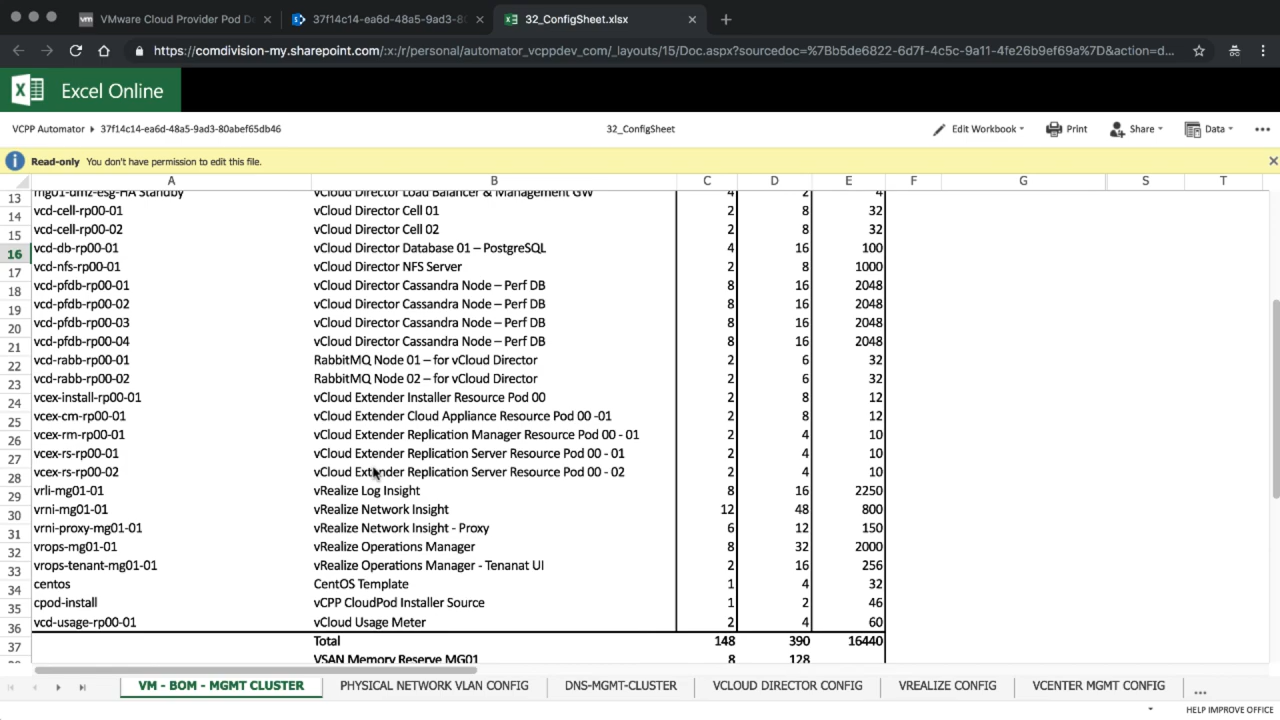 VMware Cloud Provider Pod De
37f14c14-ea6d-48a5-9ad3-80
32_ConfigSheet.xlsx
https://comdivision-my.sharepoint.com/:x:/r/personal/automator_vcppdev_com/_layouts/15/Doc.aspx?sourcedoc=%7Bb5de6822-6d7f-4c5c-9a11-4fe26b9ef69a%7D&action=d...
Excel Online
VCPP Automator 37f14c14-ea6d-48a5-9ad3-80abef65db46 32_ConfigSheet Edit Workbook Print Share Data ...
Read-only You don't have permission to edit this file.
A B C D E F G S T
13 mg01-dmz-esg-HA Standby vCloud Director Load Balancer & Management GW 4 2 4
14 vcd-cell-rp00-01 vCloud Director Cell 01 2 8 32
15 vcd-cell-rp00-02 vCloud Director Cell 02 2 8 32
16 vcd-db-rp00-01 vCloud Director Database 01 – PostgreSQL 4 16 100
17 vcd-nfs-rp00-01 vCloud Director NFS Server 2 8 1000
18 vcd-pfdb-rp00-01 vCloud Director Cassandra Node – Perf DB 8 16 2048
19 vcd-pfdb-rp00-02 vCloud Director Cassandra Node – Perf DB 8 16 2048
20 vcd-pfdb-rp00-03 vCloud Director Cassandra Node – Perf DB 8 16 2048
21 vcd-pfdb-rp00-04 vCloud Director Cassandra Node – Perf DB 8 16 2048
22 vcd-rabb-rp00-01 RabbitMQ Node 01 – for vCloud Director 2 6 32
23 vcd-rabb-rp00-02 RabbitMQ Node 02 – for vCloud Director 2 6 32
24 vcex-install-rp00-01 vCloud Extender Installer Resource Pod 00 2 8 12
25 vcex-cm-rp00-01 vCloud Extender Cloud Appliance Resource Pod 00 -01 2 8 12
26 vcex-rm-rp00-01 vCloud Extender Replication Manager Resource Pod 00 - 01 2 4 10
27 vcex-rs-rp00-01 vCloud Extender Replication Server Resource Pod 00 - 01 2 4 10
28 vcex-rs-rp00-02 vCloud Extender Replication Server Resource Pod 00 - 02 2 4 10
29 vrli-mg01-01 vRealize Log Insight 8 16 2250
30 vrni-mg01-01 vRealize Network Insight 12 48 800
31 vrni-proxy-mg01-01 vRealize Network Insight - Proxy 6 12 150
32 vrops-mg01-01 vRealize Operations Manager 8 32 2000
33 vrops-tenant-mg01-01 vRealize Operations Manager - Tenanat UI 2 16 256
34 centos CentOS Template 1 4 32
35 cpod-install vCPP CloudPod Installer Source 1 2 46
36 vcd-usage-rp00-01 vCloud Usage Meter 2 4 60
37 Total 148 390 16440
VSAN Memory Reserve MG01 8 128
VM - BOM - MGMT CLUSTER PHYSICAL NETWORK VLAN CONFIG DNS-MGMT-CLUSTER VCLOUD DIRECTOR CONFIG VREALIZE CONFIG VCENTER MGMT CONFIG ...
HELP IMPROVE OFFICE